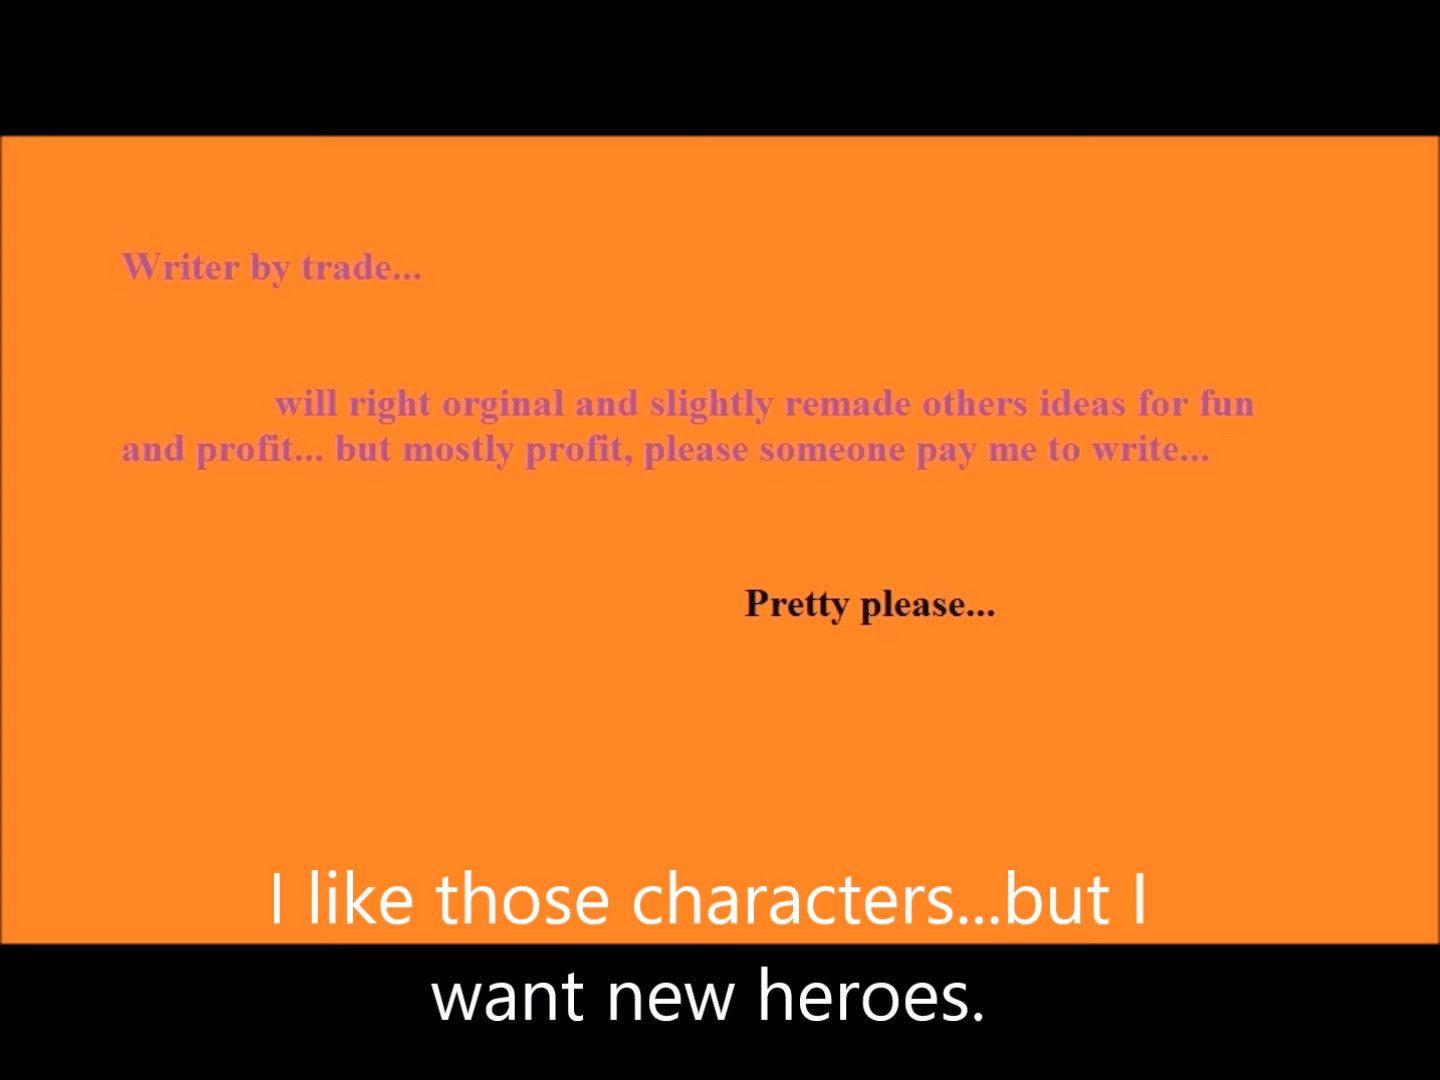 Writer by trade...
will right orginal and slightly remade others ideas for fun
and profit... but mostly profit, please someone pay me to write...
Pretty please...
I like those characters...but I
want new heroes.